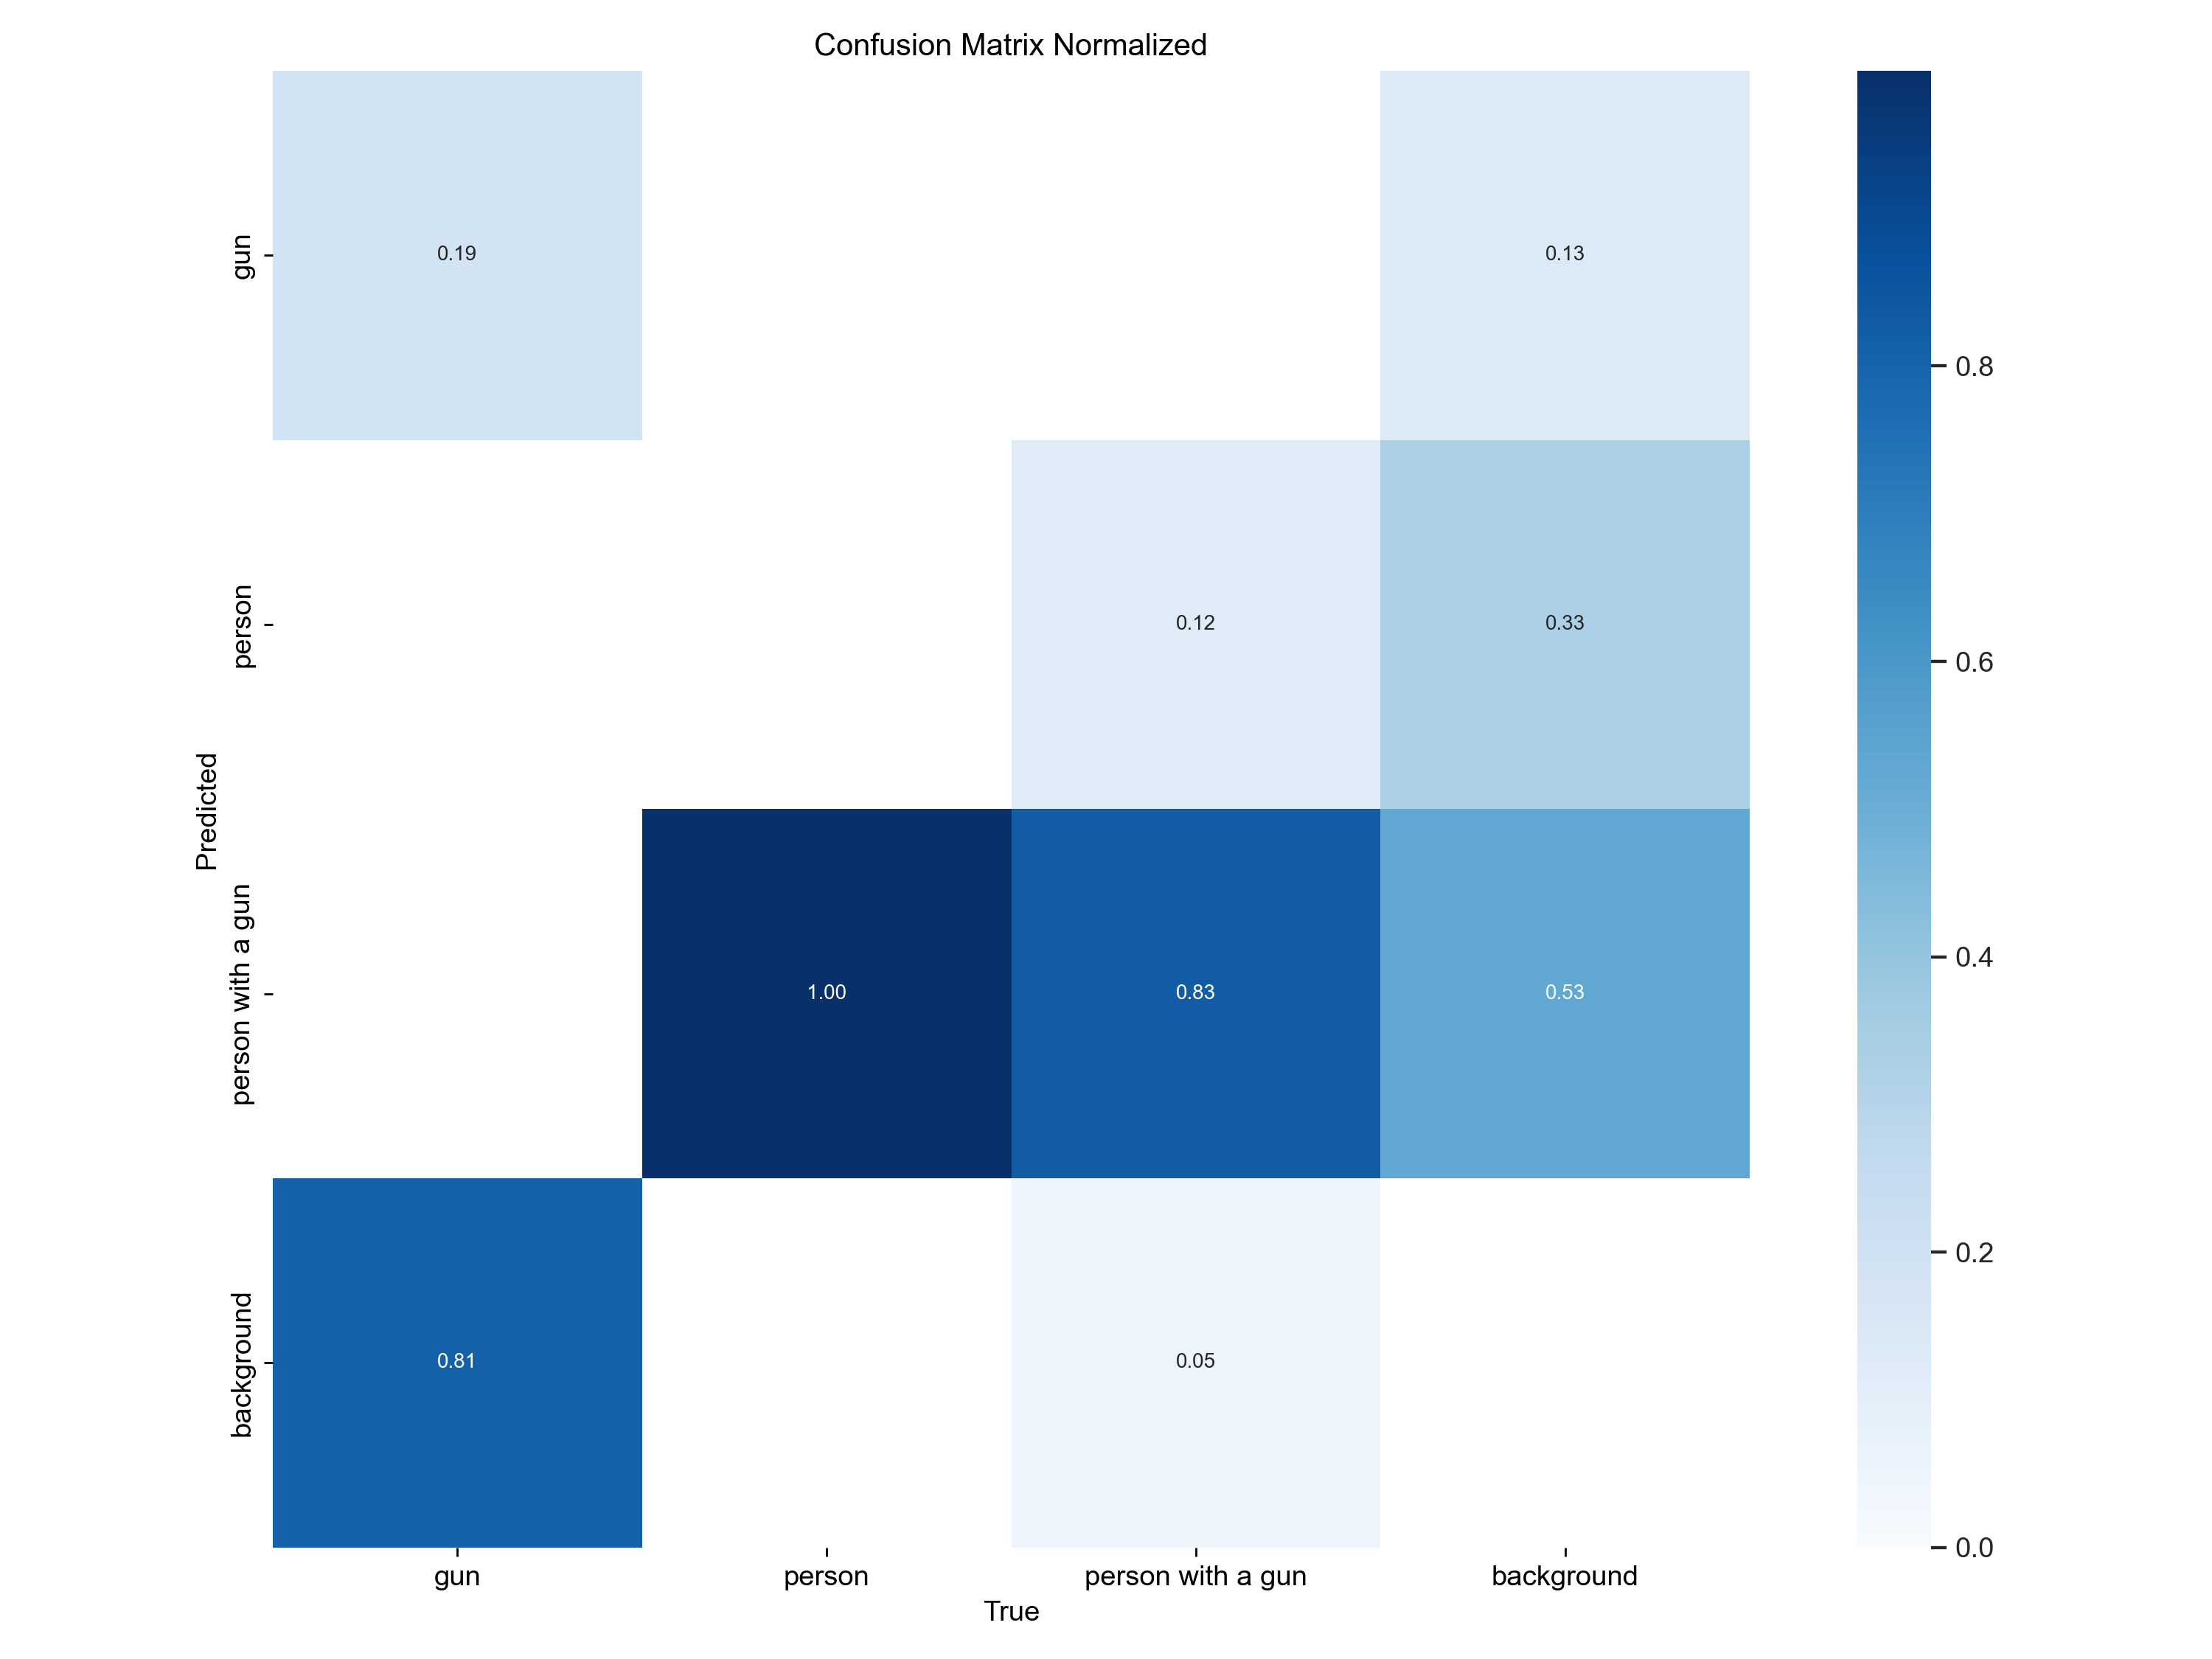 Confusion Matrix Normalized
gun
0.19
0.13
person
0.12
0.33
person with a gun
1.00
0.83
0.53
background
0.81
0.05
Predicted
gun
person
person with a gun
background
True
0.8
0.6
0.4
0.2
0.0